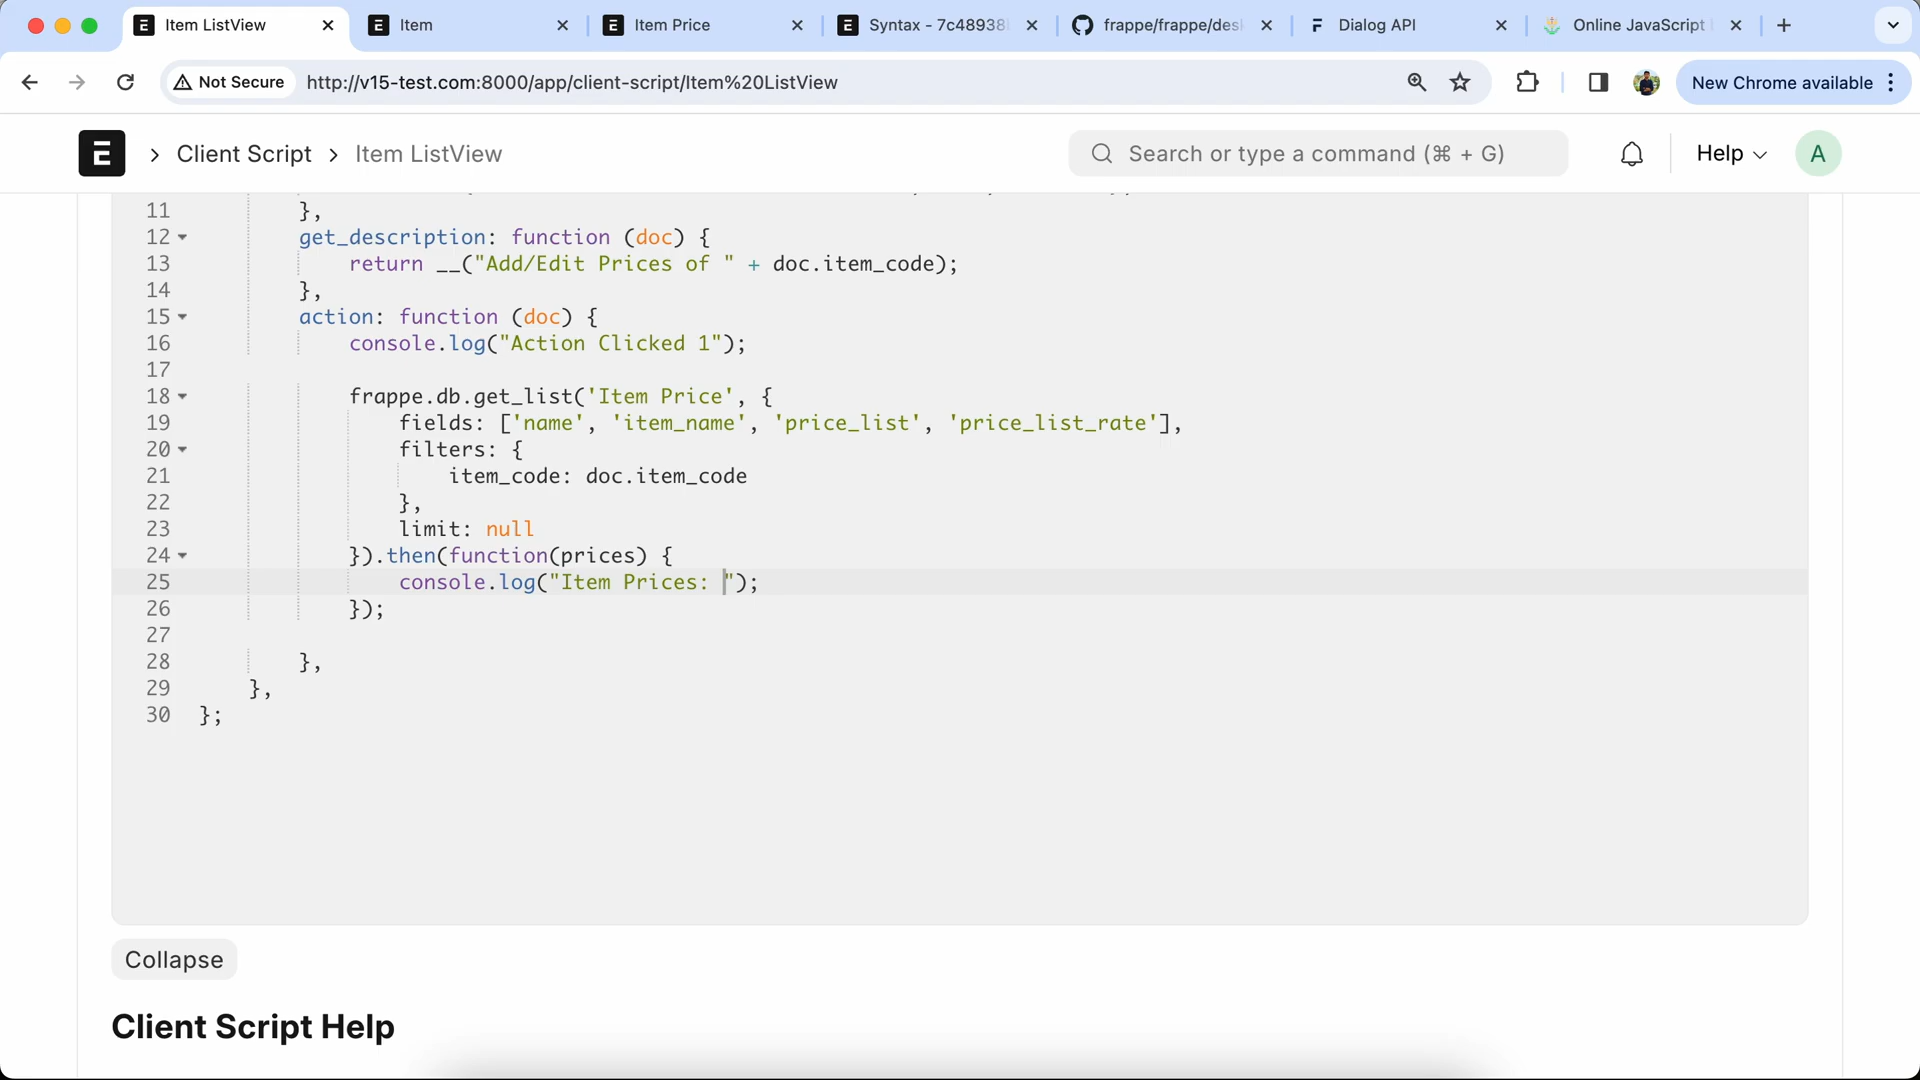 Item ListView
Item
Item Price
Syntax - 7c48938
frappe/frappe/des
Dialog API
Online JavaScript
Not Secure
http://v15-test.com:8000/app/client-script/Item%20ListView
New Chrome available
E
Client Script
Item ListView
Search or type a command (⌘ + G)
Help
A
11 },
12 get_description: function (doc) {
13 return __("Add/Edit Prices of " + doc.item_code);
14 },
15 action: function (doc) {
16 console.log("Action Clicked 1");
17
18 frappe.db.get_list('Item Price', {
19 fields: ['name', 'item_name', 'price_list', 'price_list_rate'],
20 filters: {
21 item_code: doc.item_code
22 },
23 limit: null
24 }).then(function(prices) {
25 console.log("Item Prices: ");
26 });
27
28 },
29 },
30 };
Collapse
Client Script Help